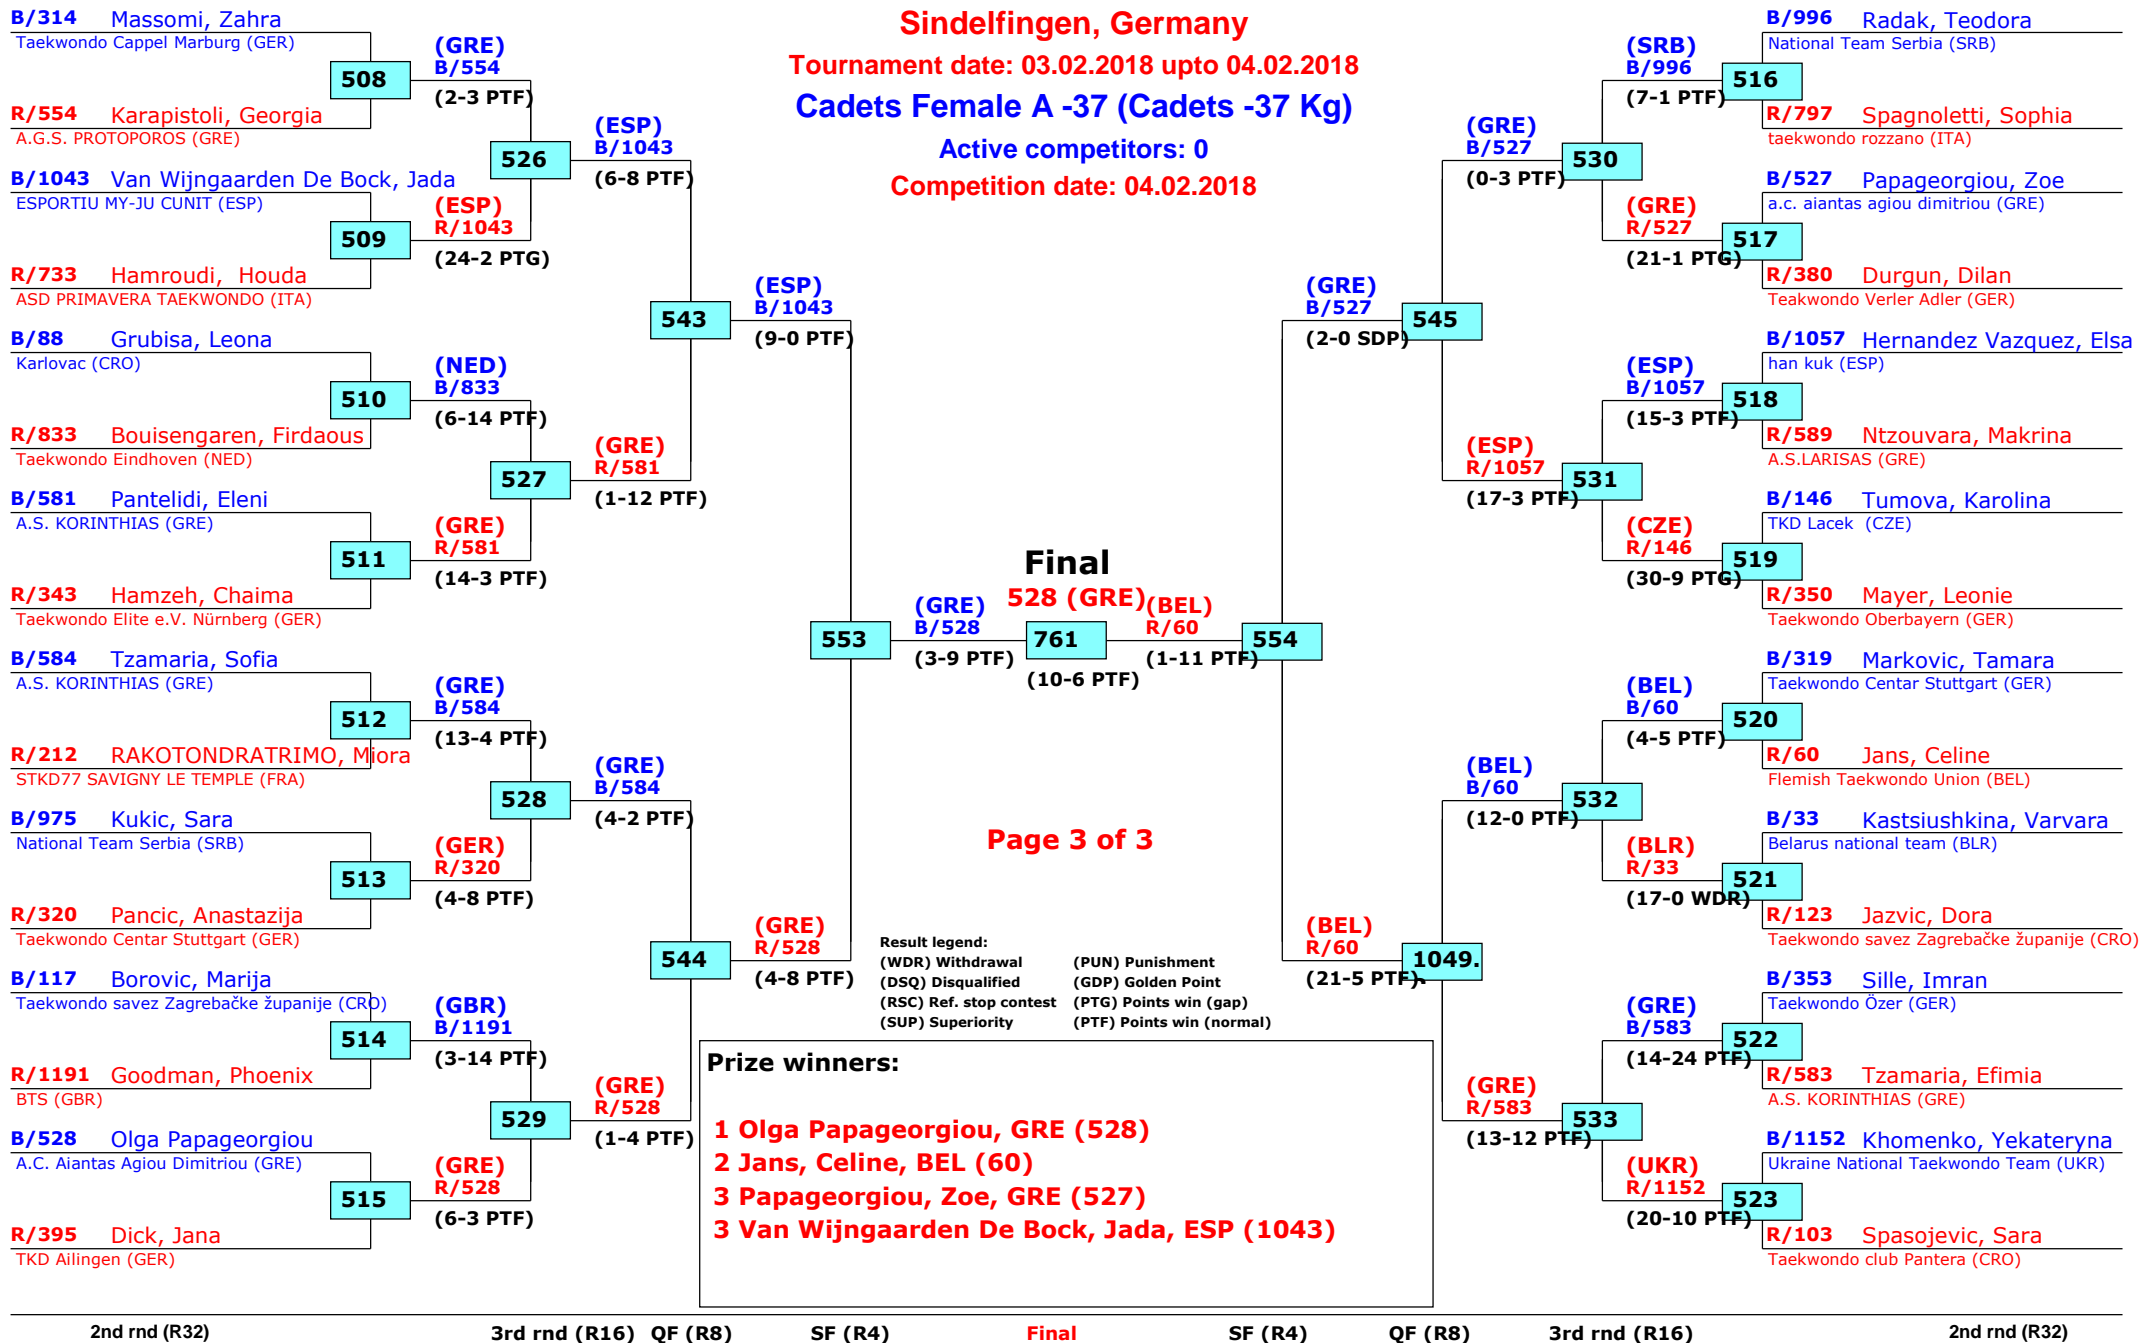 Sindelfingen, Germany
Tournament date: 03.02.2018 upto 04.02.2018
Cadets Female A -37 (Cadets -37 Kg)
Active competitors: 0
Competition date: 04.02.2018
B/314 Massomi, Zahra
Taekwondo Cappel Marburg (GER)
508
R/554 Karapistoli, Georgia
A.G.S. PROTOPOROS (GRE)
B/1043 Van Wijngaarden De Bock, Jada
ESPORTIU MY-JU CUNIT (ESP)
509
R/733 Hamroudi, Houda
ASD PRIMAVERA TAEKWONDO (ITA)
B/88 Grubisa, Leona
Karlovac (CRO)
510
R/833 Bouisengaren, Firdaous
Taekwondo Eindhoven (NED)
B/581 Pantelidi, Eleni
A.S. KORINTHIAS (GRE)
511
R/343 Hamzeh, Chaima
Taekwondo Elite e.V. Nürnberg (GER)
B/584 Tzamaria, Sofia
A.S. KORINTHIAS (GRE)
512
R/212 RAKOTONDRATRIMO, Miora
STKD77 SAVIGNY LE TEMPLE (FRA)
B/975 Kukic, Sara
National Team Serbia (SRB)
513
R/320 Pancic, Anastazija
Taekwondo Centar Stuttgart (GER)
B/117 Borovic, Marija
Taekwondo savez Zagrebačke županije (CRO)
514
R/1191 Goodman, Phoenix
BTS (GBR)
B/528 Olga Papageorgiou
A.C. Aiantas Agiou Dimitriou (GRE)
515
R/395 Dick, Jana
TKD Ailingen (GER)
(GRE)
B/554
(2-3 PTF)
526
(ESP)
R/1043
(24-2 PTG)
(NED)
B/833
(6-14 PTF)
527
(GRE)
R/581
(14-3 PTF)
(GRE)
B/584
(13-4 PTF)
528
(GER)
R/320
(4-8 PTF)
(GBR)
B/1191
(3-14 PTF)
529
(GRE)
R/528
(6-3 PTF)
(ESP)
B/1043
(6-8 PTF)
543
(GRE)
R/581
(1-12 PTF)
(GRE)
B/584
(4-2 PTF)
544
(GRE)
R/528
(1-4 PTF)
(ESP)
B/1043
(9-0 PTF)
553
(GRE)
R/528
(4-8 PTF)
(GRE)
B/528
(3-9 PTF)
Final
528 (GRE)
761
(10-6 PTF)
(BEL)
R/60
(1-11 PTF)
554
(GRE)
B/527
(2-0 SDP)
545
(BEL)
R/60
(21-5 PTF).
1049.
(GRE)
B/527
(0-3 PTF)
530
(ESP)
R/1057
(17-3 PTF)
531
(BEL)
B/60
(12-0 PTF)
532
(GRE)
R/583
(13-12 PTF)
533
(SRB)
B/996
(7-1 PTF)
(GRE)
R/527
(21-1 PTG)
(ESP)
B/1057
(15-3 PTF)
(CZE)
R/146
(30-9 PTG)
(BEL)
B/60
(4-5 PTF)
(BLR)
R/33
(17-0 WDR)
(GRE)
B/583
(14-24 PTF)
(UKR)
R/1152
(20-10 PTF)
B/996 Radak, Teodora
National Team Serbia (SRB)
516
R/797 Spagnoletti, Sophia
taekwondo rozzano (ITA)
B/527 Papageorgiou, Zoe
a.c. aiantas agiou dimitriou (GRE)
517
R/380 Durgun, Dilan
Teakwondo Verler Adler (GER)
B/1057 Hernandez Vazquez, Elsa
han kuk (ESP)
518
R/589 Ntzouvara, Makrina
A.S.LARISAS (GRE)
B/146 Tumova, Karolina
TKD Lacek (CZE)
519
R/350 Mayer, Leonie
Taekwondo Oberbayern (GER)
B/319 Markovic, Tamara
Taekwondo Centar Stuttgart (GER)
520
R/60 Jans, Celine
Flemish Taekwondo Union (BEL)
B/33 Kastsiushkina, Varvara
Belarus national team (BLR)
521
R/123 Jazvic, Dora
Taekwondo savez Zagrebačke županije (CRO)
B/353 Sille, Imran
Taekwondo Özer (GER)
522
R/583 Tzamaria, Efimia
A.S. KORINTHIAS (GRE)
B/1152 Khomenko, Yekateryna
Ukraine National Taekwondo Team (UKR)
523
R/103 Spasojevic, Sara
Taekwondo club Pantera (CRO)
Page 3 of 3
Result legend:
(WDR) Withdrawal (PUN) Punishment
(DSQ) Disqualified (GDP) Golden Point
(RSC) Ref. stop contest (PTG) Points win (gap)
(SUP) Superiority (PTF) Points win (normal)
Prize winners:
1 Olga Papageorgiou, GRE (528)
2 Jans, Celine, BEL (60)
3 Papageorgiou, Zoe, GRE (527)
3 Van Wijngaarden De Bock, Jada, ESP (1043)
2nd rnd (R32) 3rd rnd (R16) QF (R8) SF (R4) Final SF (R4) QF (R8) 3rd rnd (R16) 2nd rnd (R32)